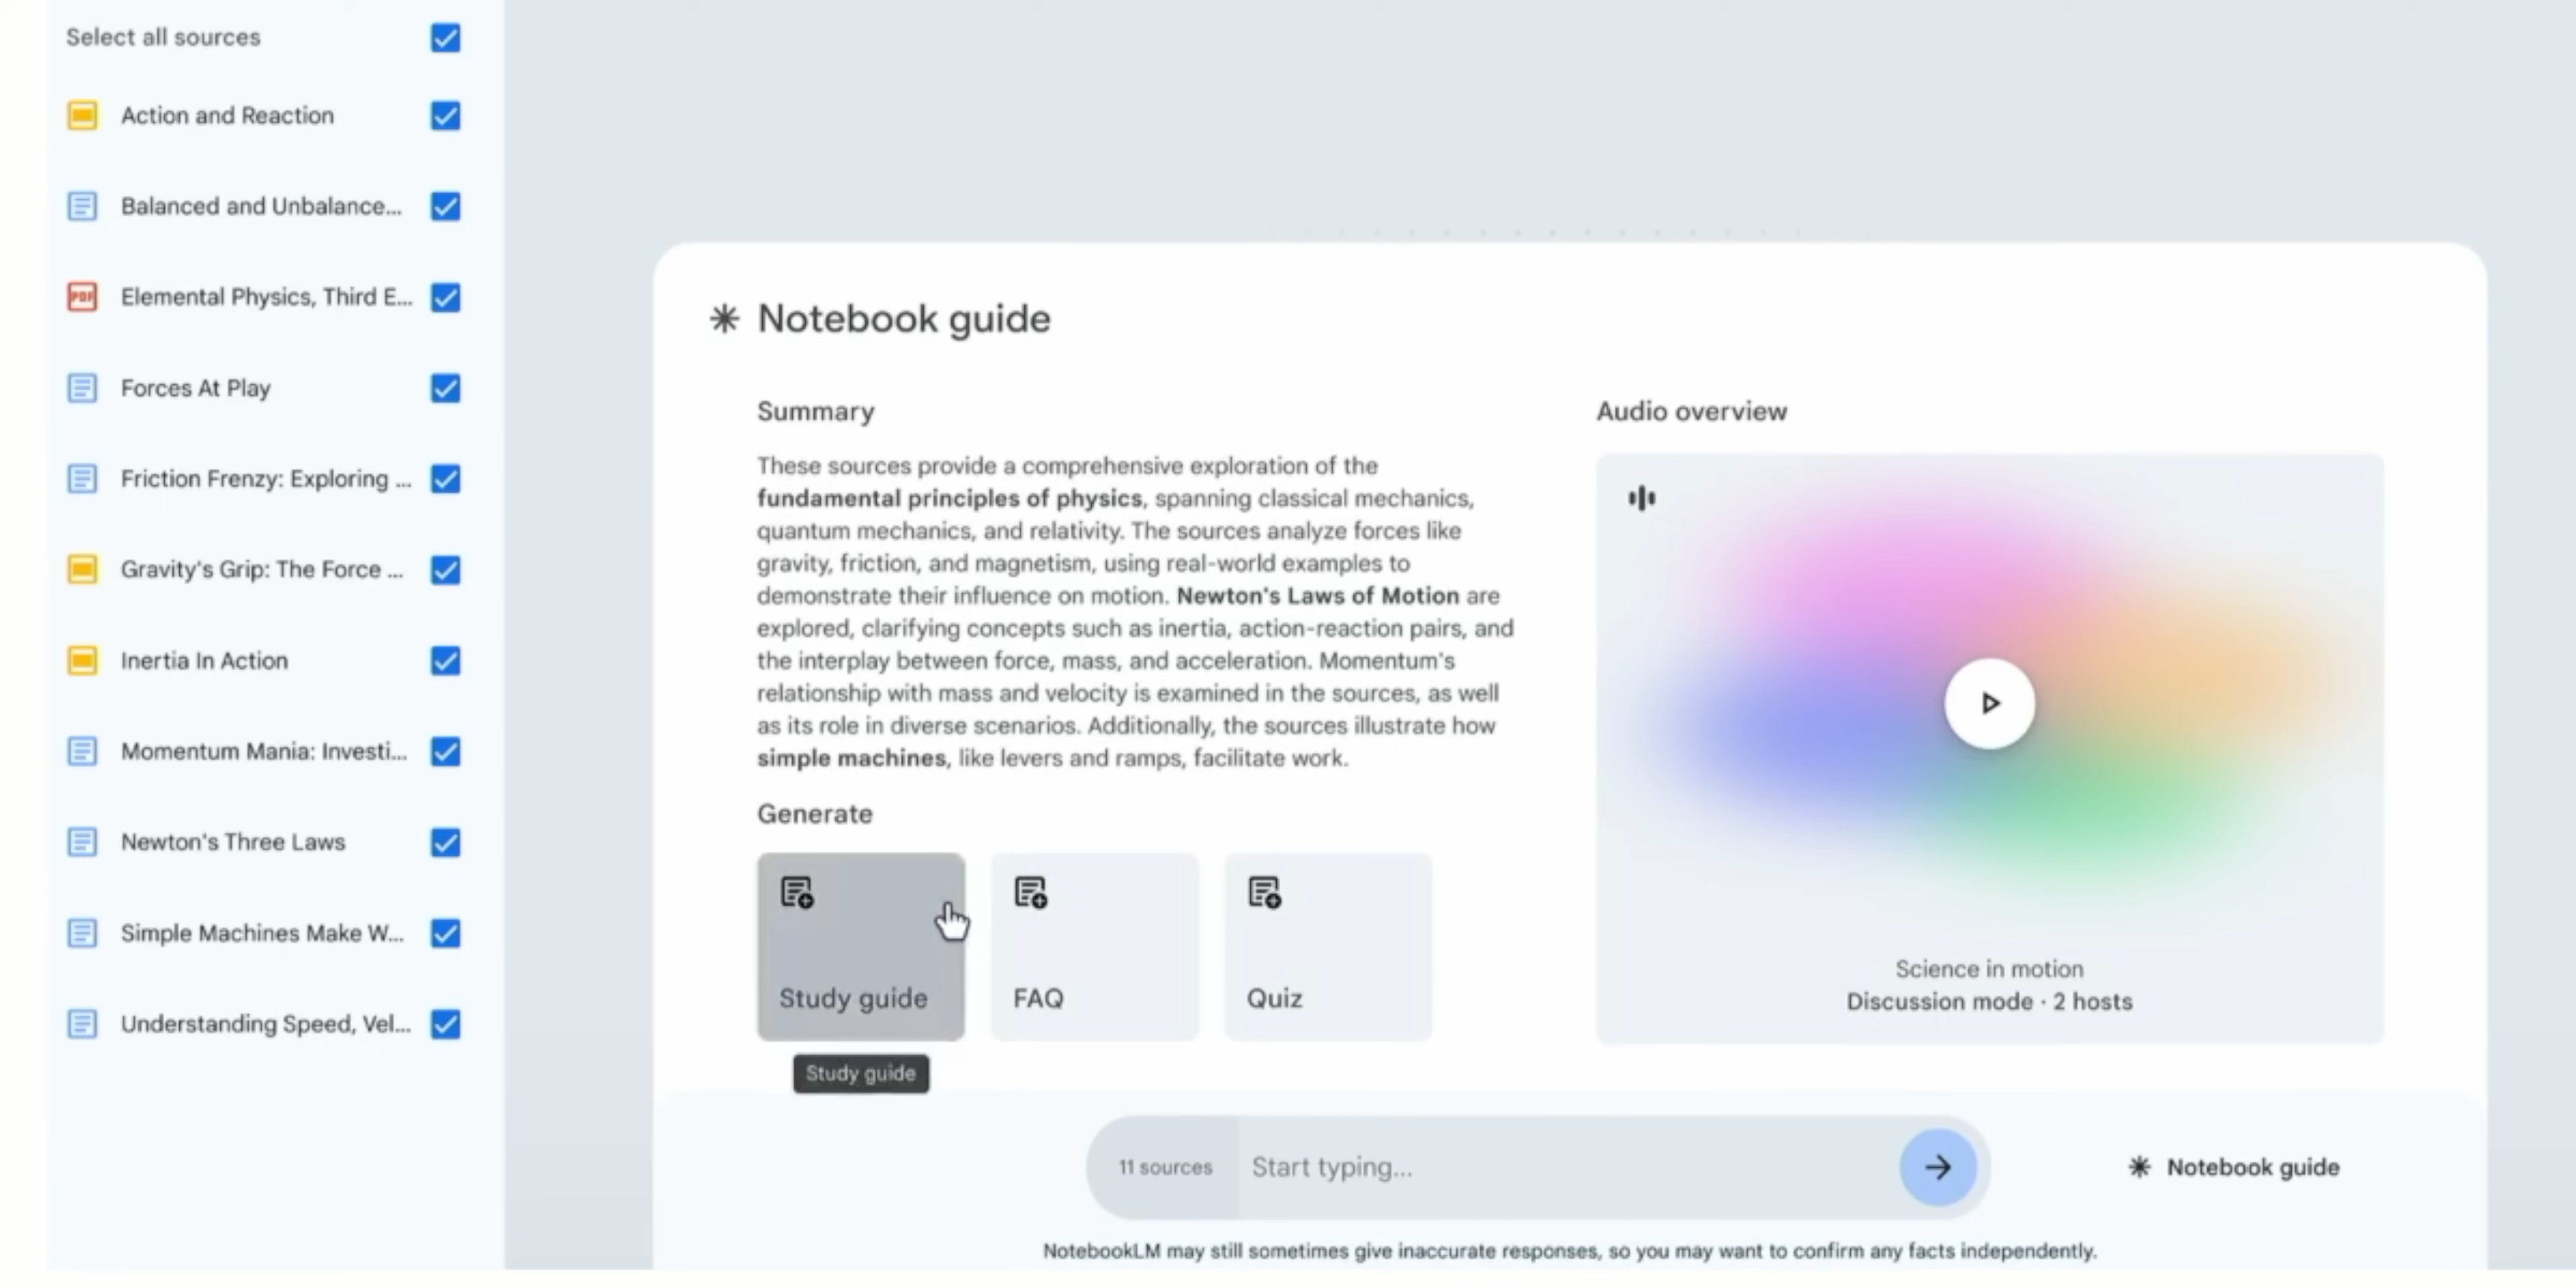 Select all sources
Action and Reaction
Balanced and Unbalance...
PDF
Elemental Physics, Third E...
Forces At Play
Friction Frenzy: Exploring ...
Gravity's Grip: The Force ...
Inertia In Action
Momentum Mania: Investi...
Newton's Three Laws
Simple Machines Make W...
Understanding Speed, Vel...
Notebook guide
Summary
These sources provide a comprehensive exploration of the
fundamental principles of physics, spanning classical mechanics,
quantum mechanics, and relativity. The sources analyze forces like
gravity, friction, and magnetism, using real-world examples to
demonstrate their influence on motion. Newton's Laws of Motion are
explored, clarifying concepts such as inertia, action-reaction pairs, and
the interplay between force, mass, and acceleration. Momentum's
relationship with mass and velocity is examined in the sources, as well
as its role in diverse scenarios. Additionally, the sources illustrate how
simple machines, like levers and ramps, facilitate work.
Generate
Study guide
FAQ
Quiz
Study guide
Audio overview
Science in motion
Discussion mode · 2 hosts
11 sources
Start typing...
Notebook guide
NotebookLM may still sometimes give inaccurate responses, so you may want to confirm any facts independently.